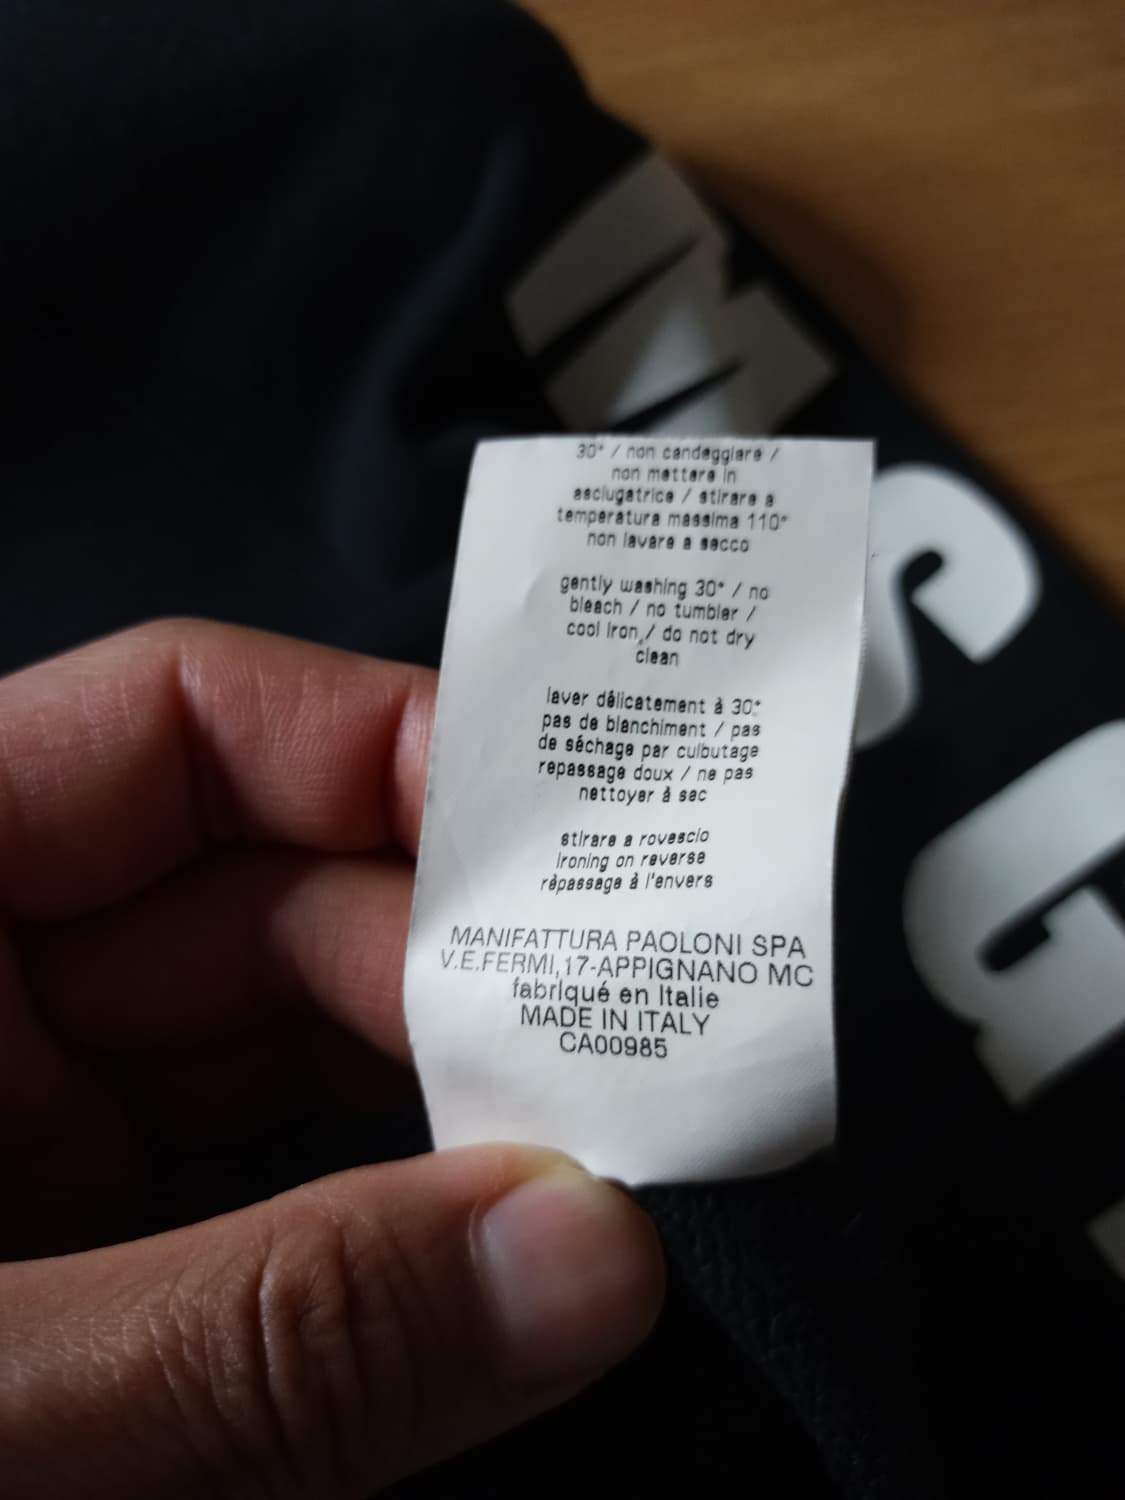 30° / non candeggiare /
non mettere in
asciugatrice / stirare a
temperatura massima 110°
non lavare a secco
gently washing 30° / no
bleach / no tumbler /
cool iron / do not dry
clean
laver délicatement à 30°
pas de blanchiment / pas
de séchage par culbutage
repassage doux / ne pas
nettoyer à sec
stirare a rovescio
ironing on reverse
rèpassage à l'envers
MANIFATTURA PAOLONI SPA
V.E.FERMI,17-APPIGNANO MC
fabriqué en Italie
MADE IN ITALY
CA00985
MSG